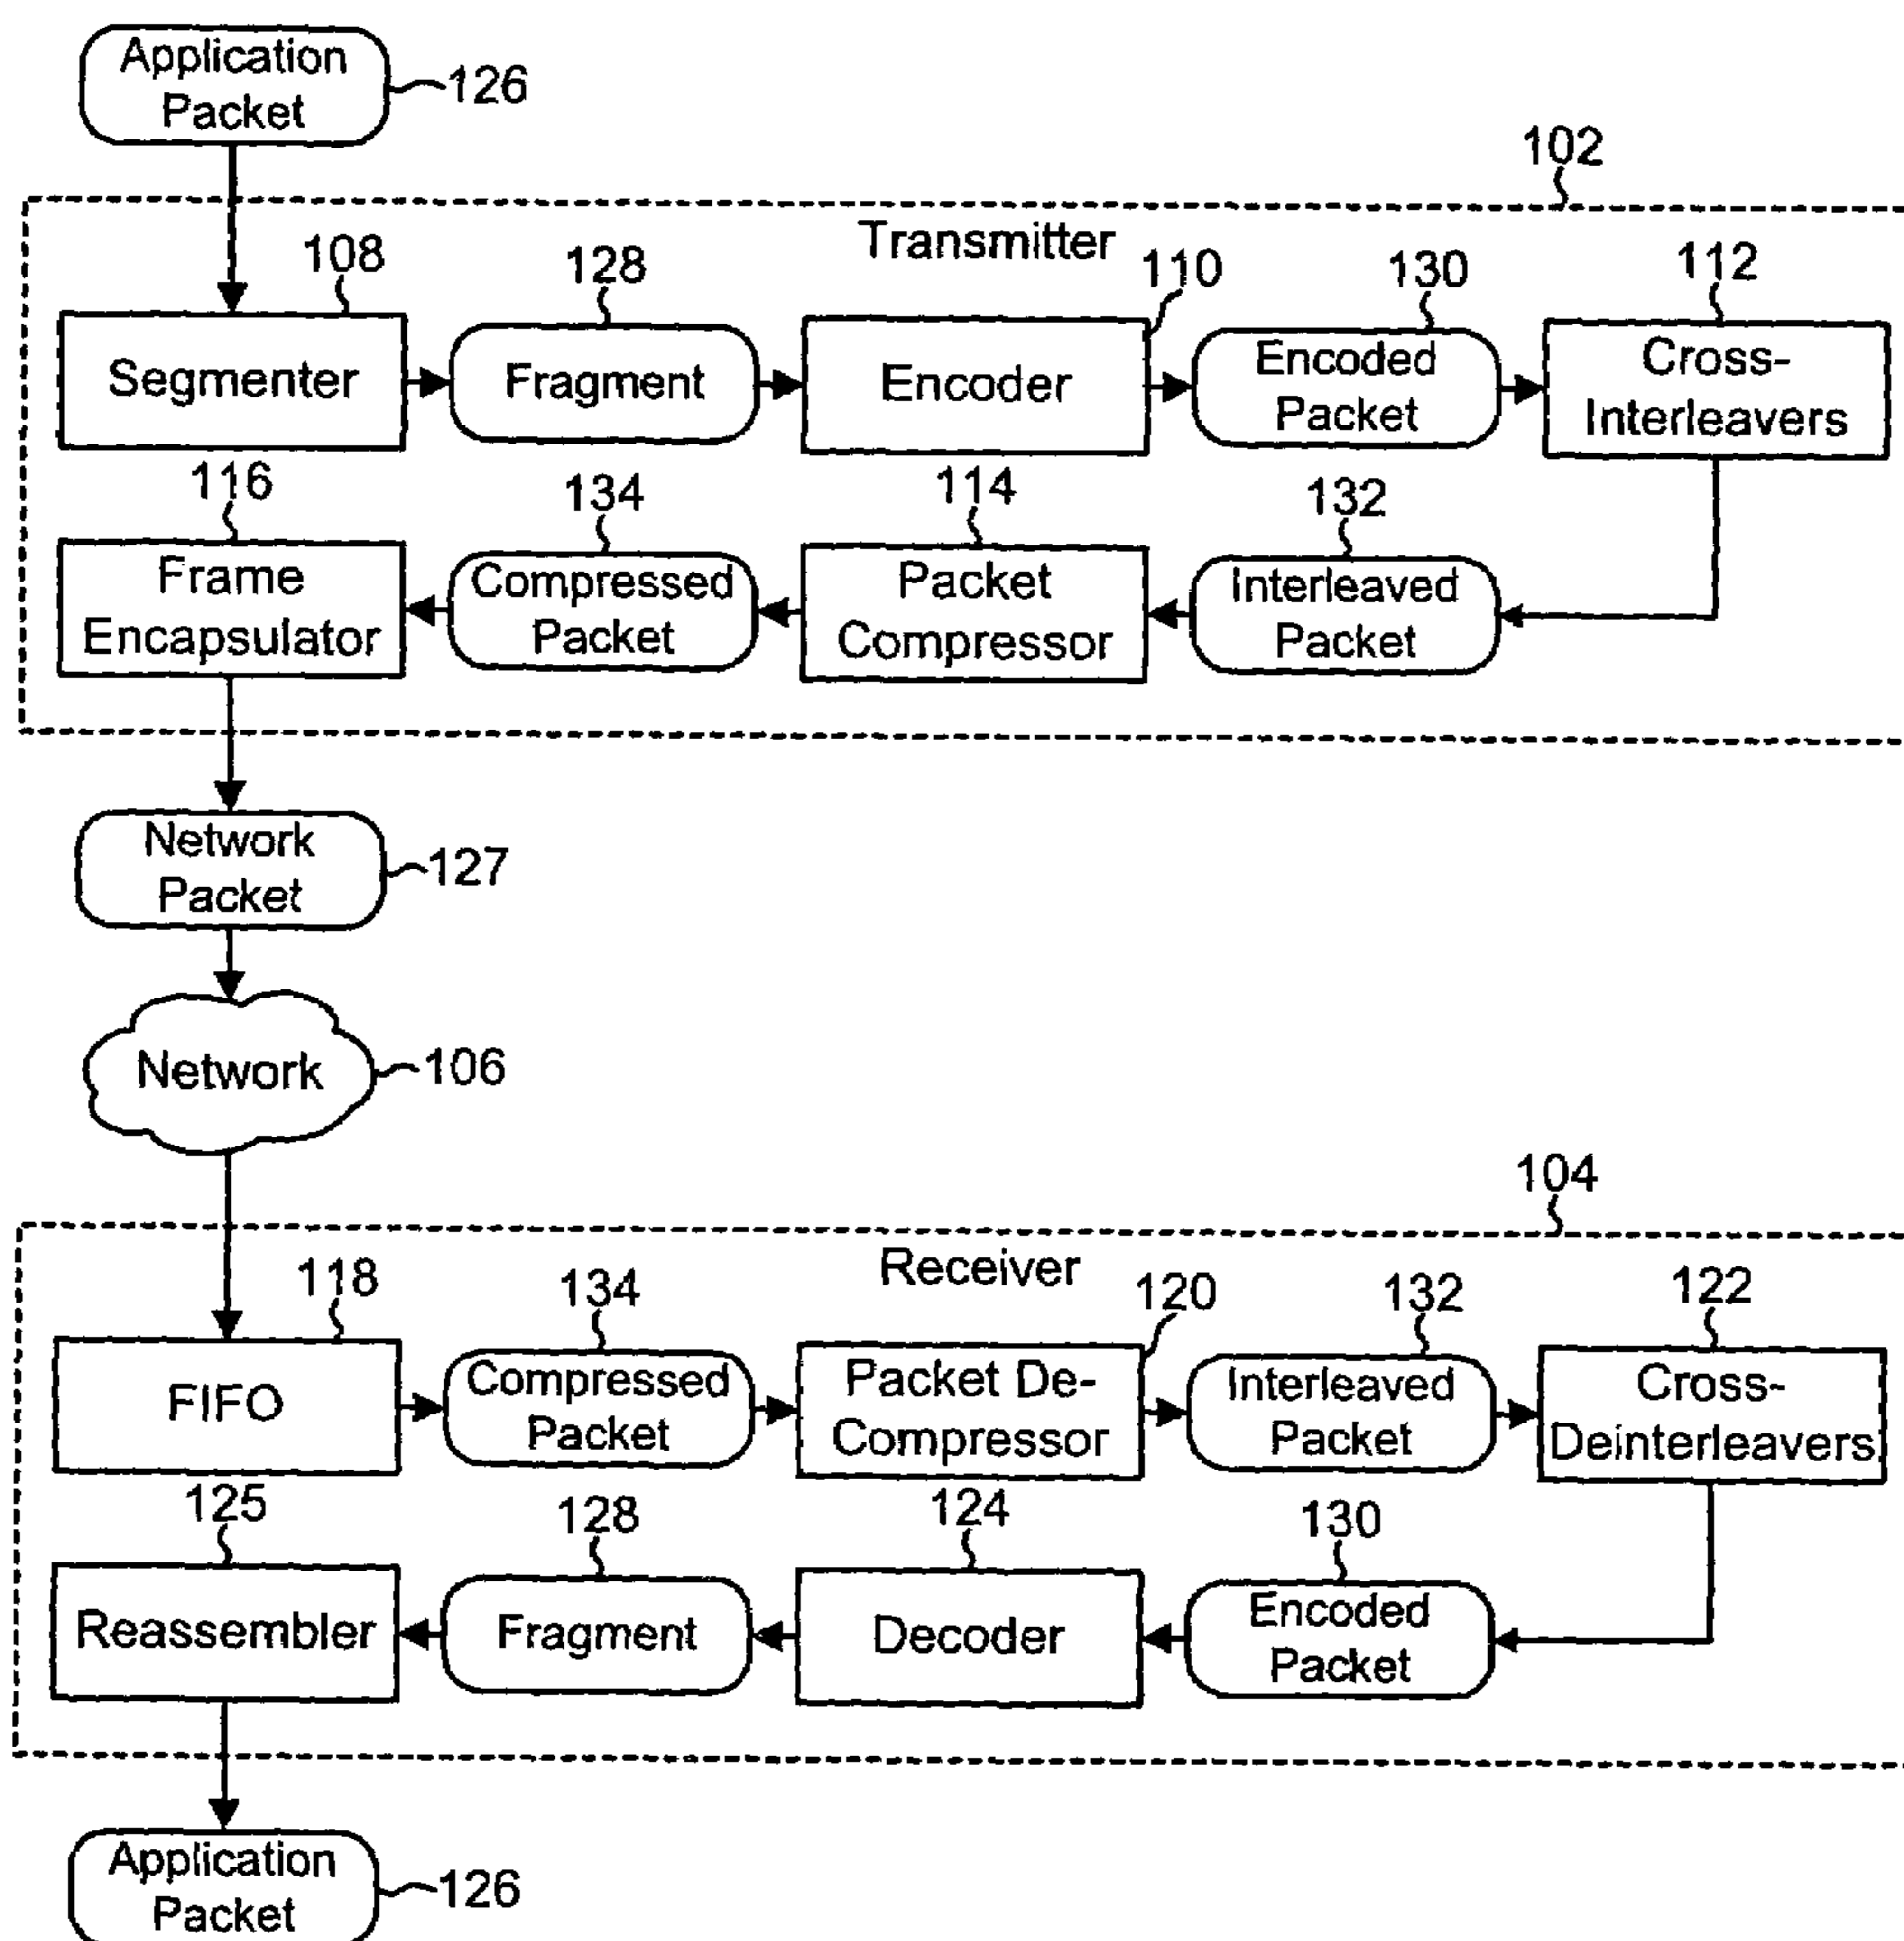 Application
Packet
126
102
Transmitter
108
128
110
130
112
Segmenter
Fragment
Encoder
Encoded
Packet
Cross-
Interleavers
116
134
114
132
Frame
Encapsulator
Compressed
Packet
Packet
Compressor
Interleaved
Packet
Network
Packet
127
Network
106
104
Receiver
118
134
120
132
122
FIFO
Compressed
Packet
Packet De-
Compressor
Interleaved
Packet
Cross-
Deinterleavers
125
128
124
130
Reassembler
Fragment
Decoder
Encoded
Packet
Application
Packet
126